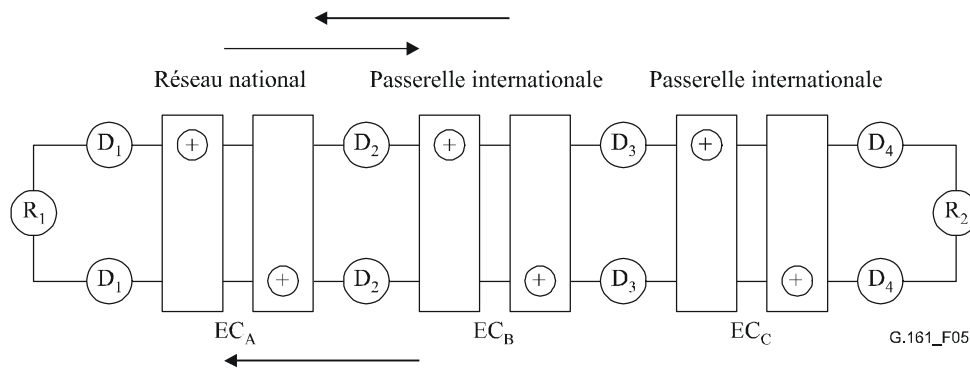 Réseau national Passerelle internationale Passerelle internationale
D1 + D2 + D3 + D4
R1 R2
D1 + D2 + D3 + D4
ECA ECB ECC
G.161_F05